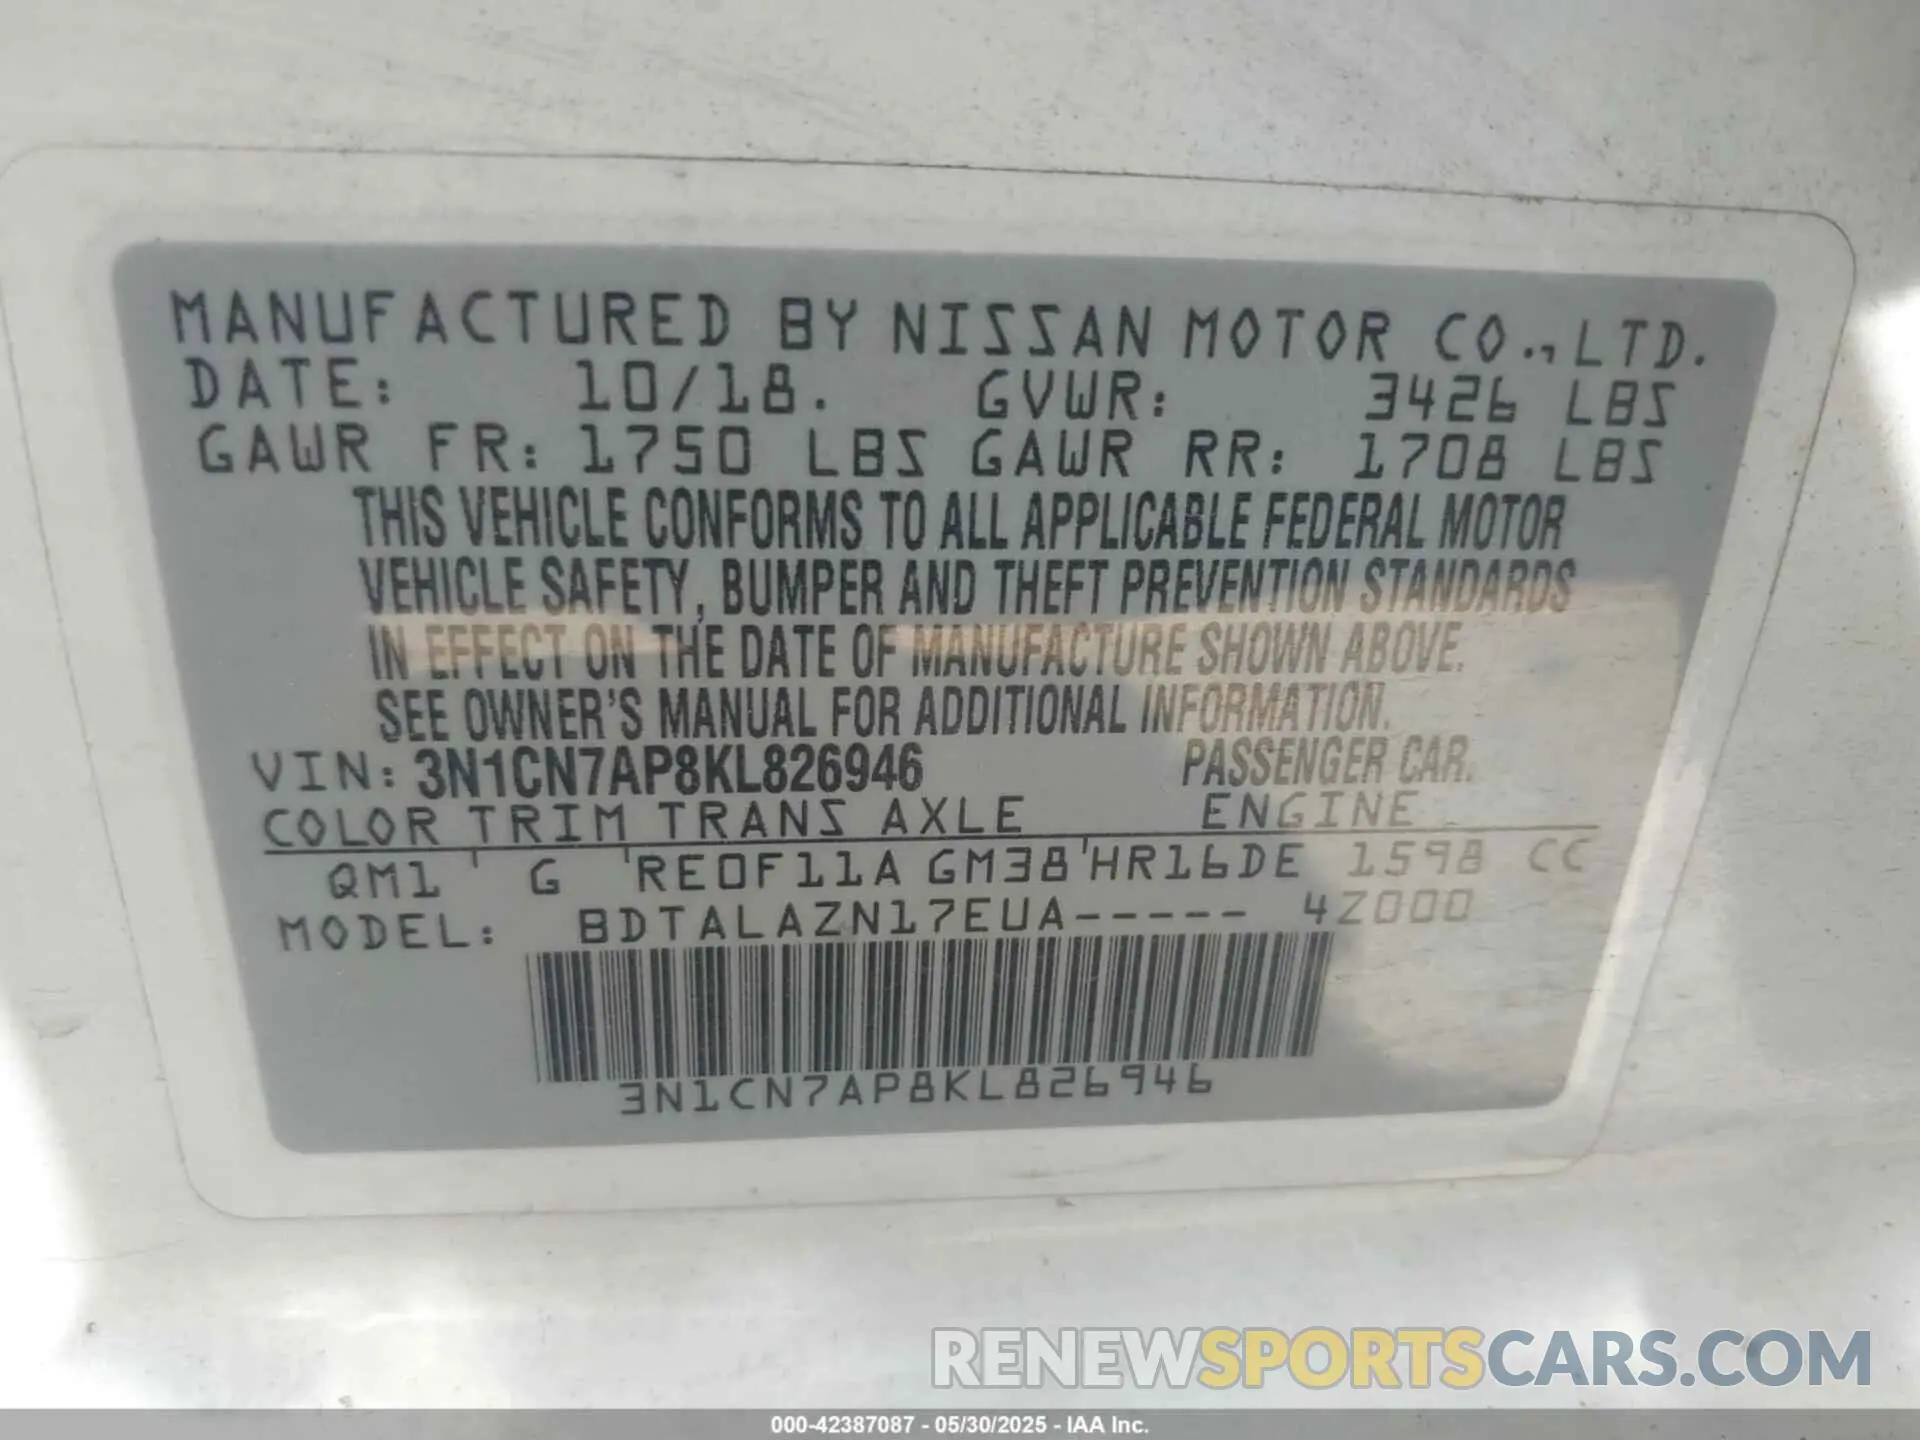 MANUFACTURED BY NISSAN MOTOR CO.,LTD.
DATE: 10/18. GVWR: 3426 LBS
GAWR FR: 1750 LBS GAWR RR: 1708 LBS
THIS VEHICLE CONFORMS TO ALL APPLICABLE FEDERAL MOTOR
VEHICLE SAFETY, BUMPER AND THEFT PREVENTION STANDARDS
IN EFFECT ON THE DATE OF MANUFACTURE SHOWN ABOVE.
SEE OWNER'S MANUAL FOR ADDITIONAL INFORMATION.
VIN: 3N1CN7AP8KL826946 PASSENGER CAR.
COLOR TRIM TRANS AXLE ENGINE
QM1 ' G 'RE0F11A GM38'HR16DE 1598 CC
MODEL: BDTALAZN17EUA----- 4Z000
3N1CN7AP8KL826946
RENEWSPORTSCARS.COM
000-42387087 - 05/30/2025 - IAA Inc.